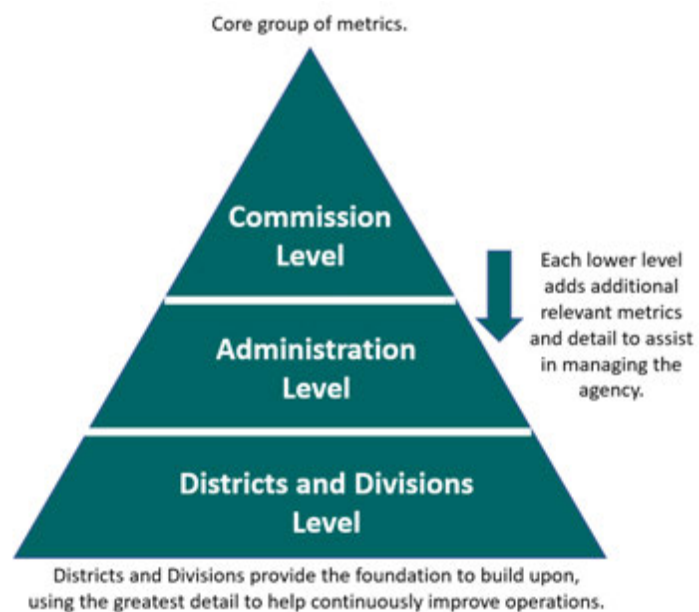 Core group of metrics.
Commission
Level
Each lower level
adds additional
relevant metrics
and detail to assist
in managing the
agency.
Administration
Level
Districts and Divisions
Level
Districts and Divisions provide the foundation to build upon,
using the greatest detail to help continuously improve operations.